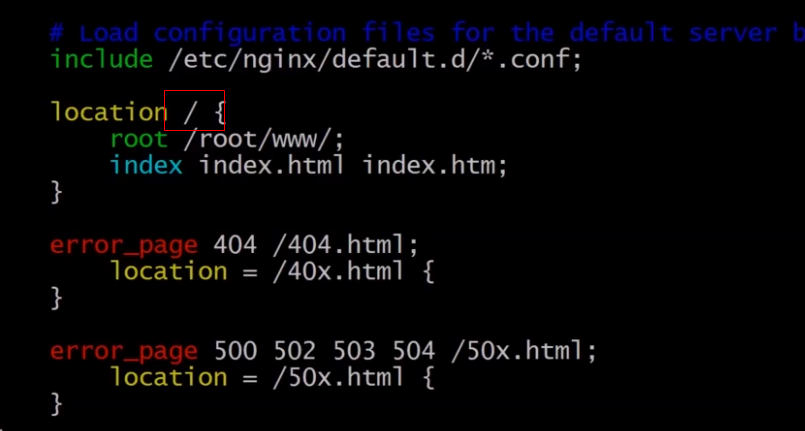 # Load configuration files for the default server b
include /etc/nginx/default.d/*.conf;
location / {
root /root/www/;
index index.html index.htm;
}
error_page 404 /404.html;
location = /40x.html {
}
error_page 500 502 503 504 /50x.html;
location = /50x.html {
}